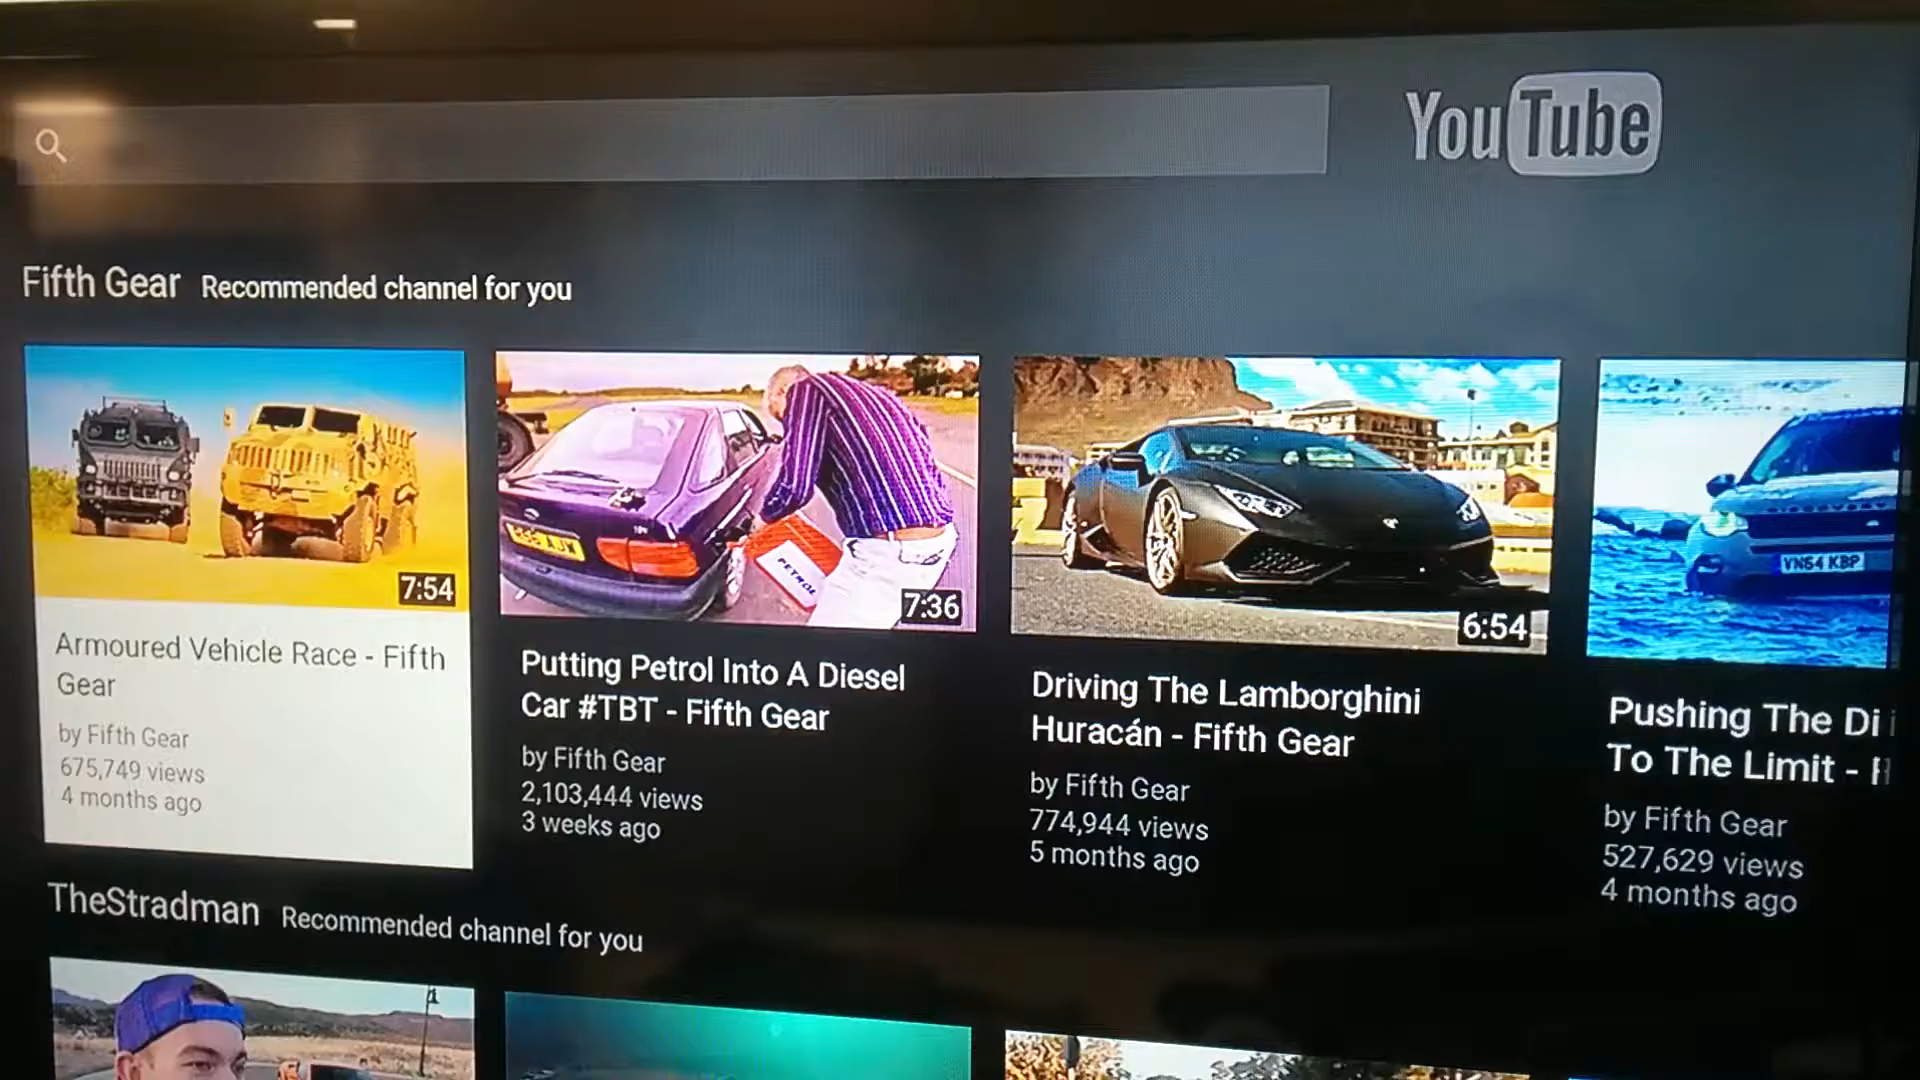 YouTube
Fifth Gear Recommended channel for you
7:54
7:36
PETROL
6:54
DISCOVERY
YN64 KBP
Armoured Vehicle Race - Fifth
Gear
by Fifth Gear
675,749 views
4 months ago
Putting Petrol Into A Diesel
Car #TBT - Fifth Gear
by Fifth Gear
2,103,444 views
3 weeks ago
Driving The Lamborghini
Huracán - Fifth Gear
by Fifth Gear
774,944 views
5 months ago
Pushing The Di
To The Limit -
by Fifth Gear
527,629 views
4 months ago
TheStradman Recommended channel for you